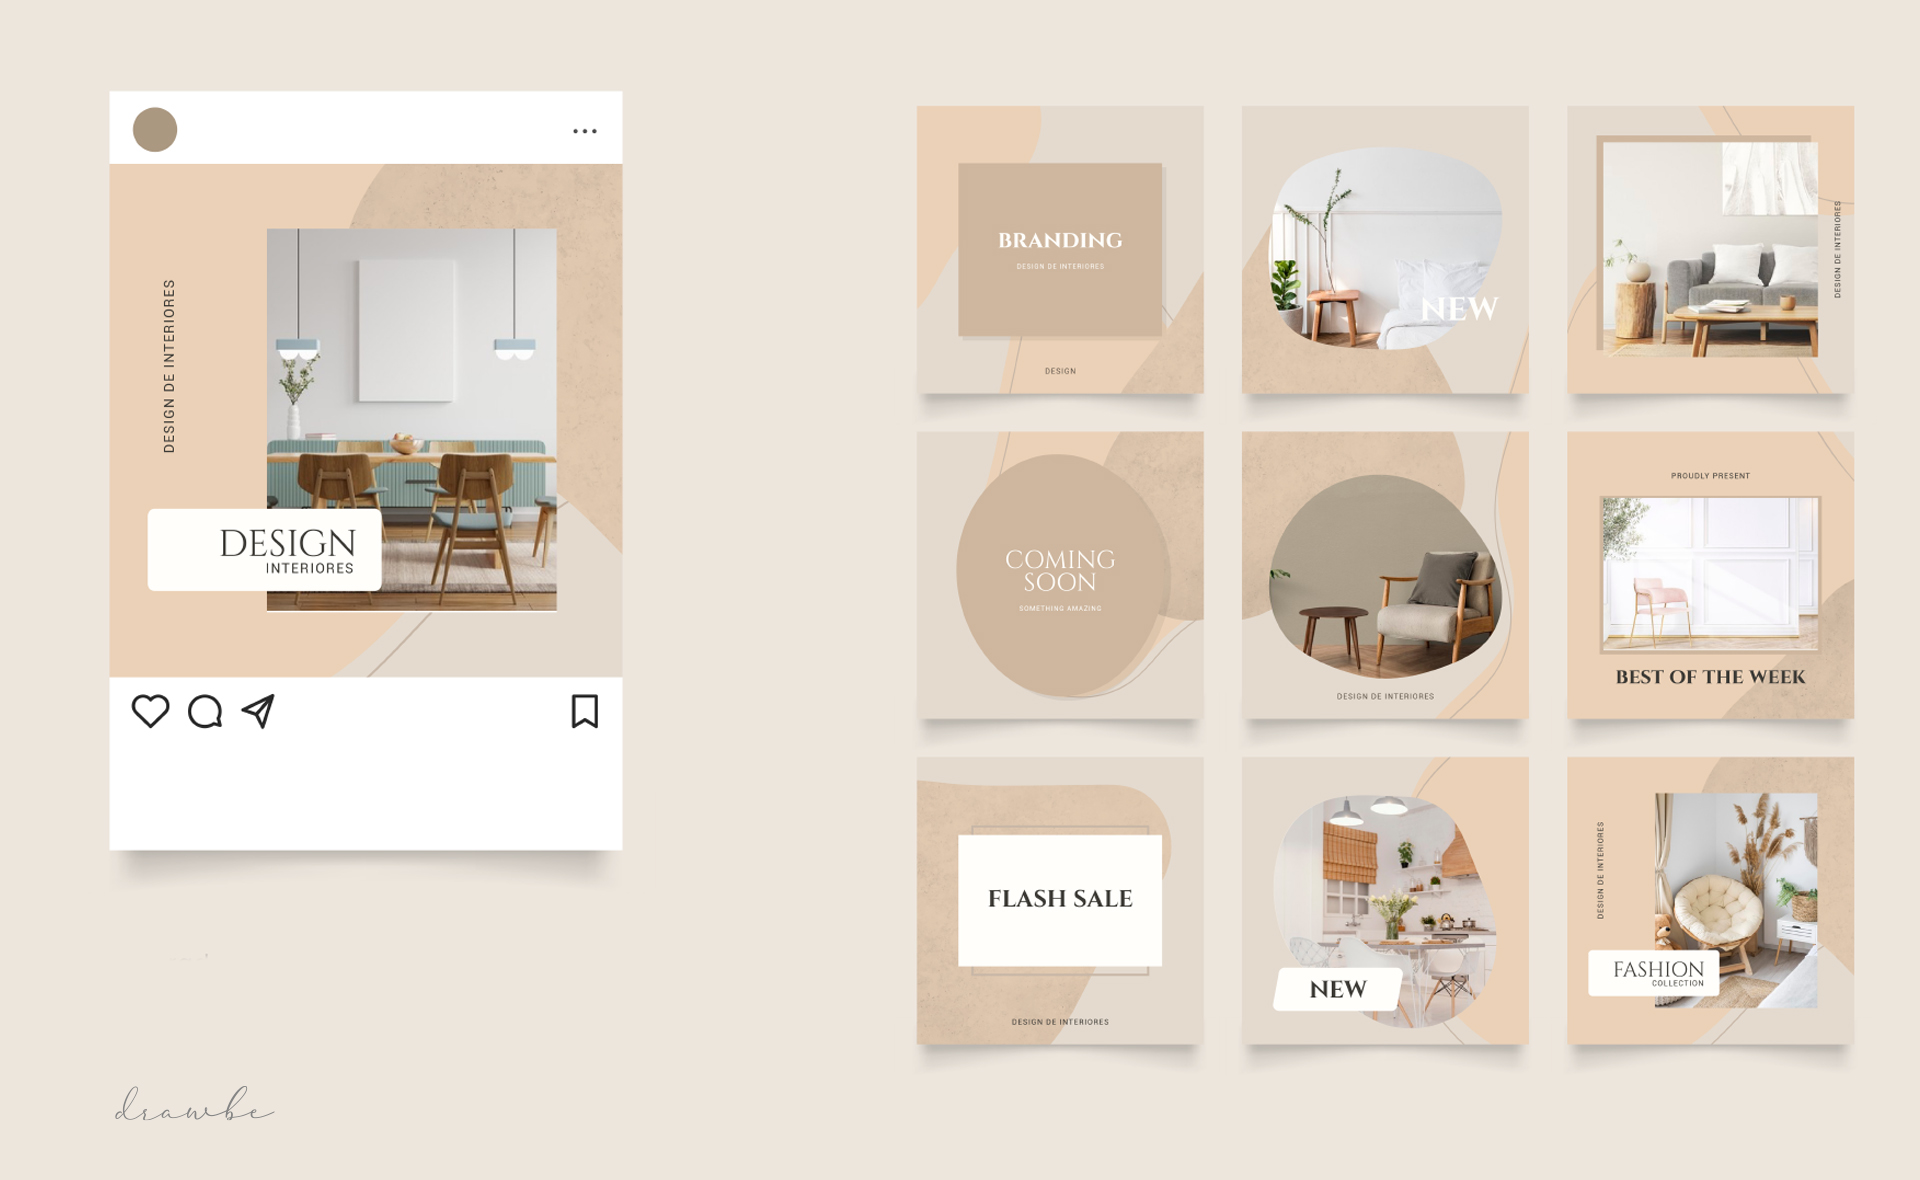 DESIGN DE INTERIORES
DESIGN
INTERIORES
BRANDING
DESIGN DE INTERIORES
DESIGN
NEW
DESIGN DE INTERIORES
COMING
SOON
SOMETHING AMAZING
DESIGN DE INTERIORES
PROUDLY PRESENT
BEST OF THE WEEK
FLASH SALE
DESIGN DE INTERIORES
NEW
DESIGN DE INTERIORES
FASHION
COLLECTION
drawbe